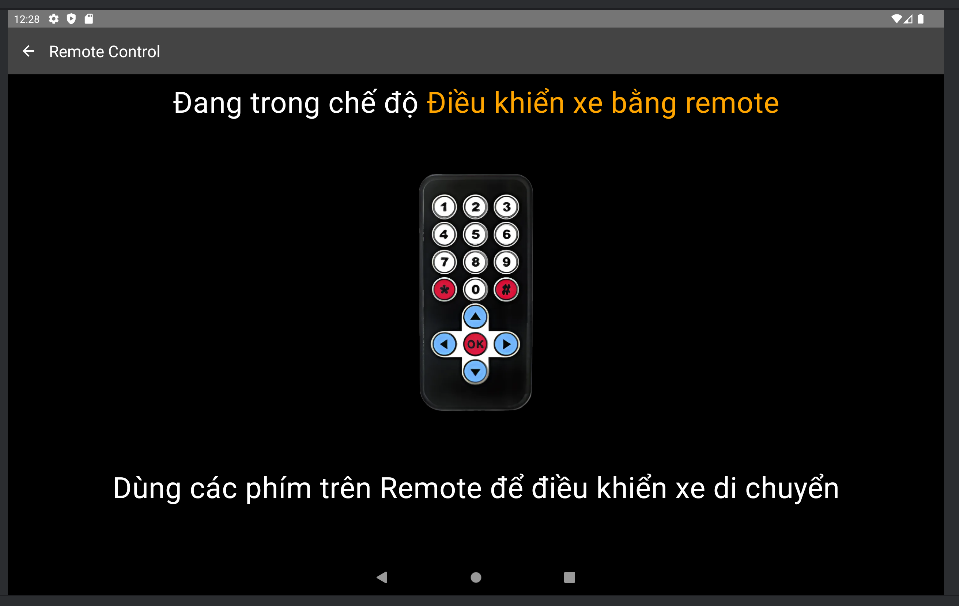 12:28
Remote Control
Đang trong chế độ Điều khiển xe bằng remote
1 2 3
4 5 6
7 8 9
* 0 #
OK
Dùng các phím trên Remote để điều khiển xe di chuyển